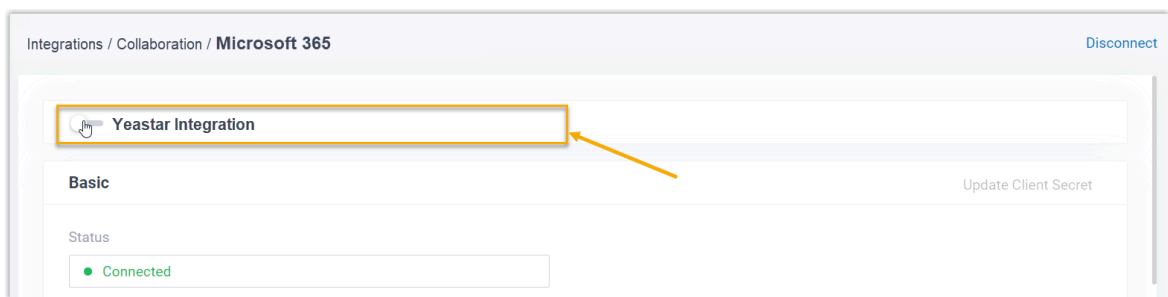 Integrations / Collaboration / Microsoft 365
Disconnect
Yeastar Integration
Basic
Update Client Secret
Status
Connected